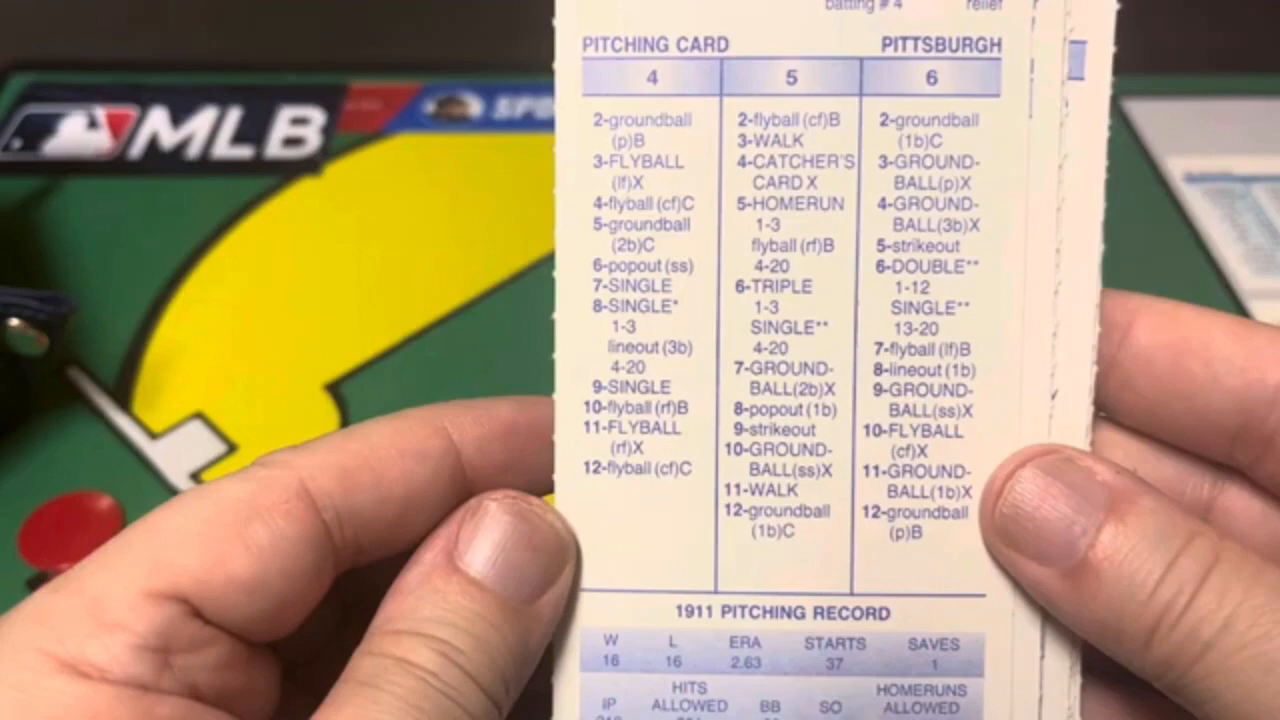 batting # 4 relief
PITCHING CARD PITTSBURGH
4 5 6
2-groundball
(p)B
3-FLYBALL
(lf)X
4-flyball (cf)C
5-groundball
(2b)C
6-popout (ss)
7-SINGLE
8-SINGLE*
1-3
lineout (3b)
4-20
9-SINGLE
10-flyball (rf)B
11-FLYBALL
(rf)X
12-flyball (cf)C
2-flyball (cf)B
3-WALK
4-CATCHER'S
CARD X
5-HOMERUN
1-3
flyball (rf)B
4-20
6-TRIPLE
1-3
SINGLE**
4-20
7-GROUND-
BALL(2b)X
8-popout (1b)
9-strikeout
10-GROUND-
BALL(ss)X
11-WALK
12-groundball
(1b)C
2-groundball
(1b)C
3-GROUND-
BALL(p)X
4-GROUND-
BALL(3b)X
5-strikeout
6-DOUBLE**
1-12
SINGLE**
13-20
7-flyball (lf)B
8-lineout (1b)
9-GROUND-
BALL(ss)X
10-FLYBALL
(cf)X
11-GROUND-
BALL(1b)X
12-groundball
(p)B
1911 PITCHING RECORD
W L ERA STARTS SAVES
16 16 2.63 37 1
IP HITS ALLOWED BB SO HOMERUNS ALLOWED
MLB